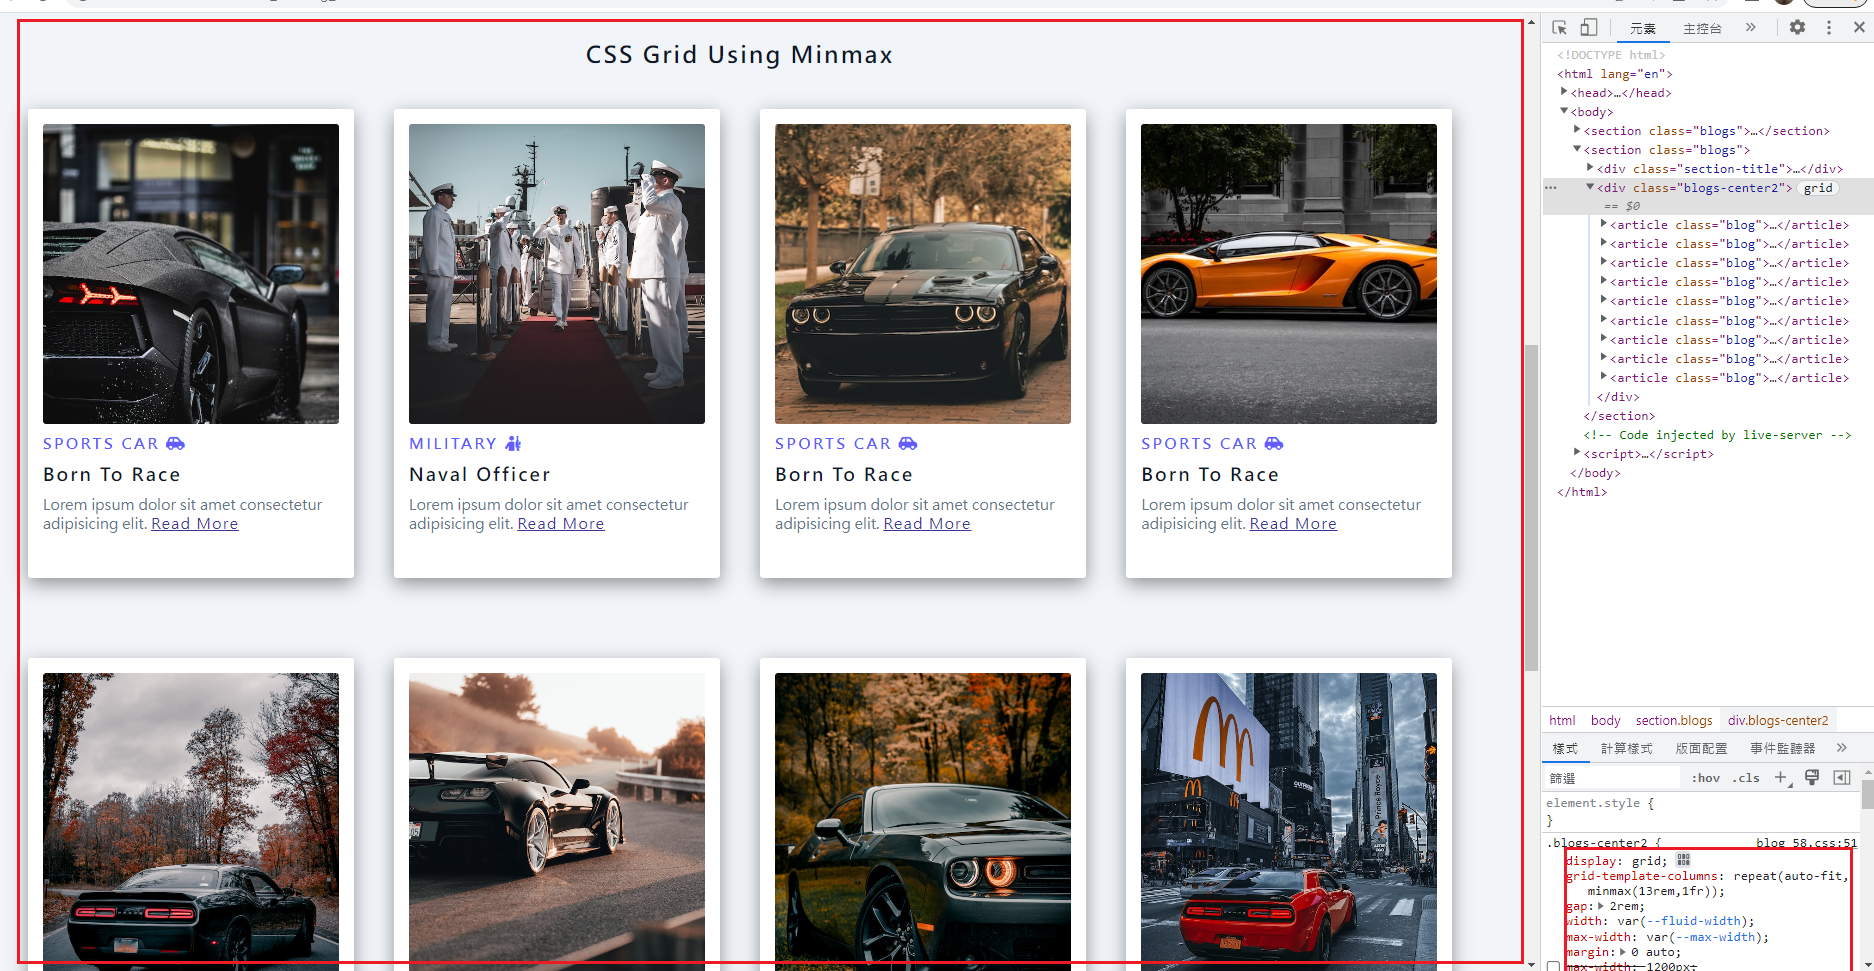 CSS Grid Using Minmax
SPORTS CAR
Born To Race
Lorem ipsum dolor sit amet consectetur
adipisicing elit. Read More
MILITARY
Naval Officer
Lorem ipsum dolor sit amet consectetur
adipisicing elit. Read More
SPORTS CAR
Born To Race
Lorem ipsum dolor sit amet consectetur
adipisicing elit. Read More
SPORTS CAR
Born To Race
Lorem ipsum dolor sit amet consectetur
adipisicing elit. Read More
元素 主控台 »
<!DOCTYPE html>
<html lang="en">
<head>…</head>
<body>
<section class="blogs">…</section>
<section class="blogs">
<div class="section-title">…</div>
<div class="blogs-center2"> grid
== $0
<article class="blog">…</article>
<article class="blog">…</article>
<article class="blog">…</article>
<article class="blog">…</article>
<article class="blog">…</article>
<article class="blog">…</article>
<article class="blog">…</article>
<article class="blog">…</article>
<article class="blog">…</article>
</div>
</section>
<!-- Code injected by live-server -->
<script>…</script>
</body>
</html>
html body section.blogs div.blogs-center2
樣式 計算樣式 版面配置 事件監聽器 »
篩選 :hov .cls
element.style {
}
.blogs-center2 { blog_58.css:51
display: grid;
grid-template-columns: repeat(auto-fit,
minmax(13rem,1fr));
gap: 2rem;
width: var(--fluid-width);
max-width: var(--max-width);
margin: 0 auto;
max-width: 1200px;